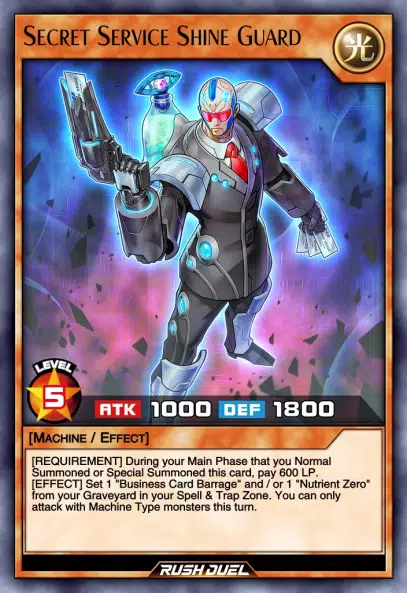 SECRET SERVICE SHINE GUARD
光
LEVEL
5
ATK 1000 DEF 1800
[MACHINE / EFFECT]
[REQUIREMENT] During your Main Phase that you Normal
Summoned or Special Summoned this card, pay 600 LP.
[EFFECT] Set 1 "Business Card Barrage" and / or 1 "Nutrient Zero"
from your Graveyard in your Spell & Trap Zone. You can only
attack with Machine Type monsters this turn.
RUSH DUEL